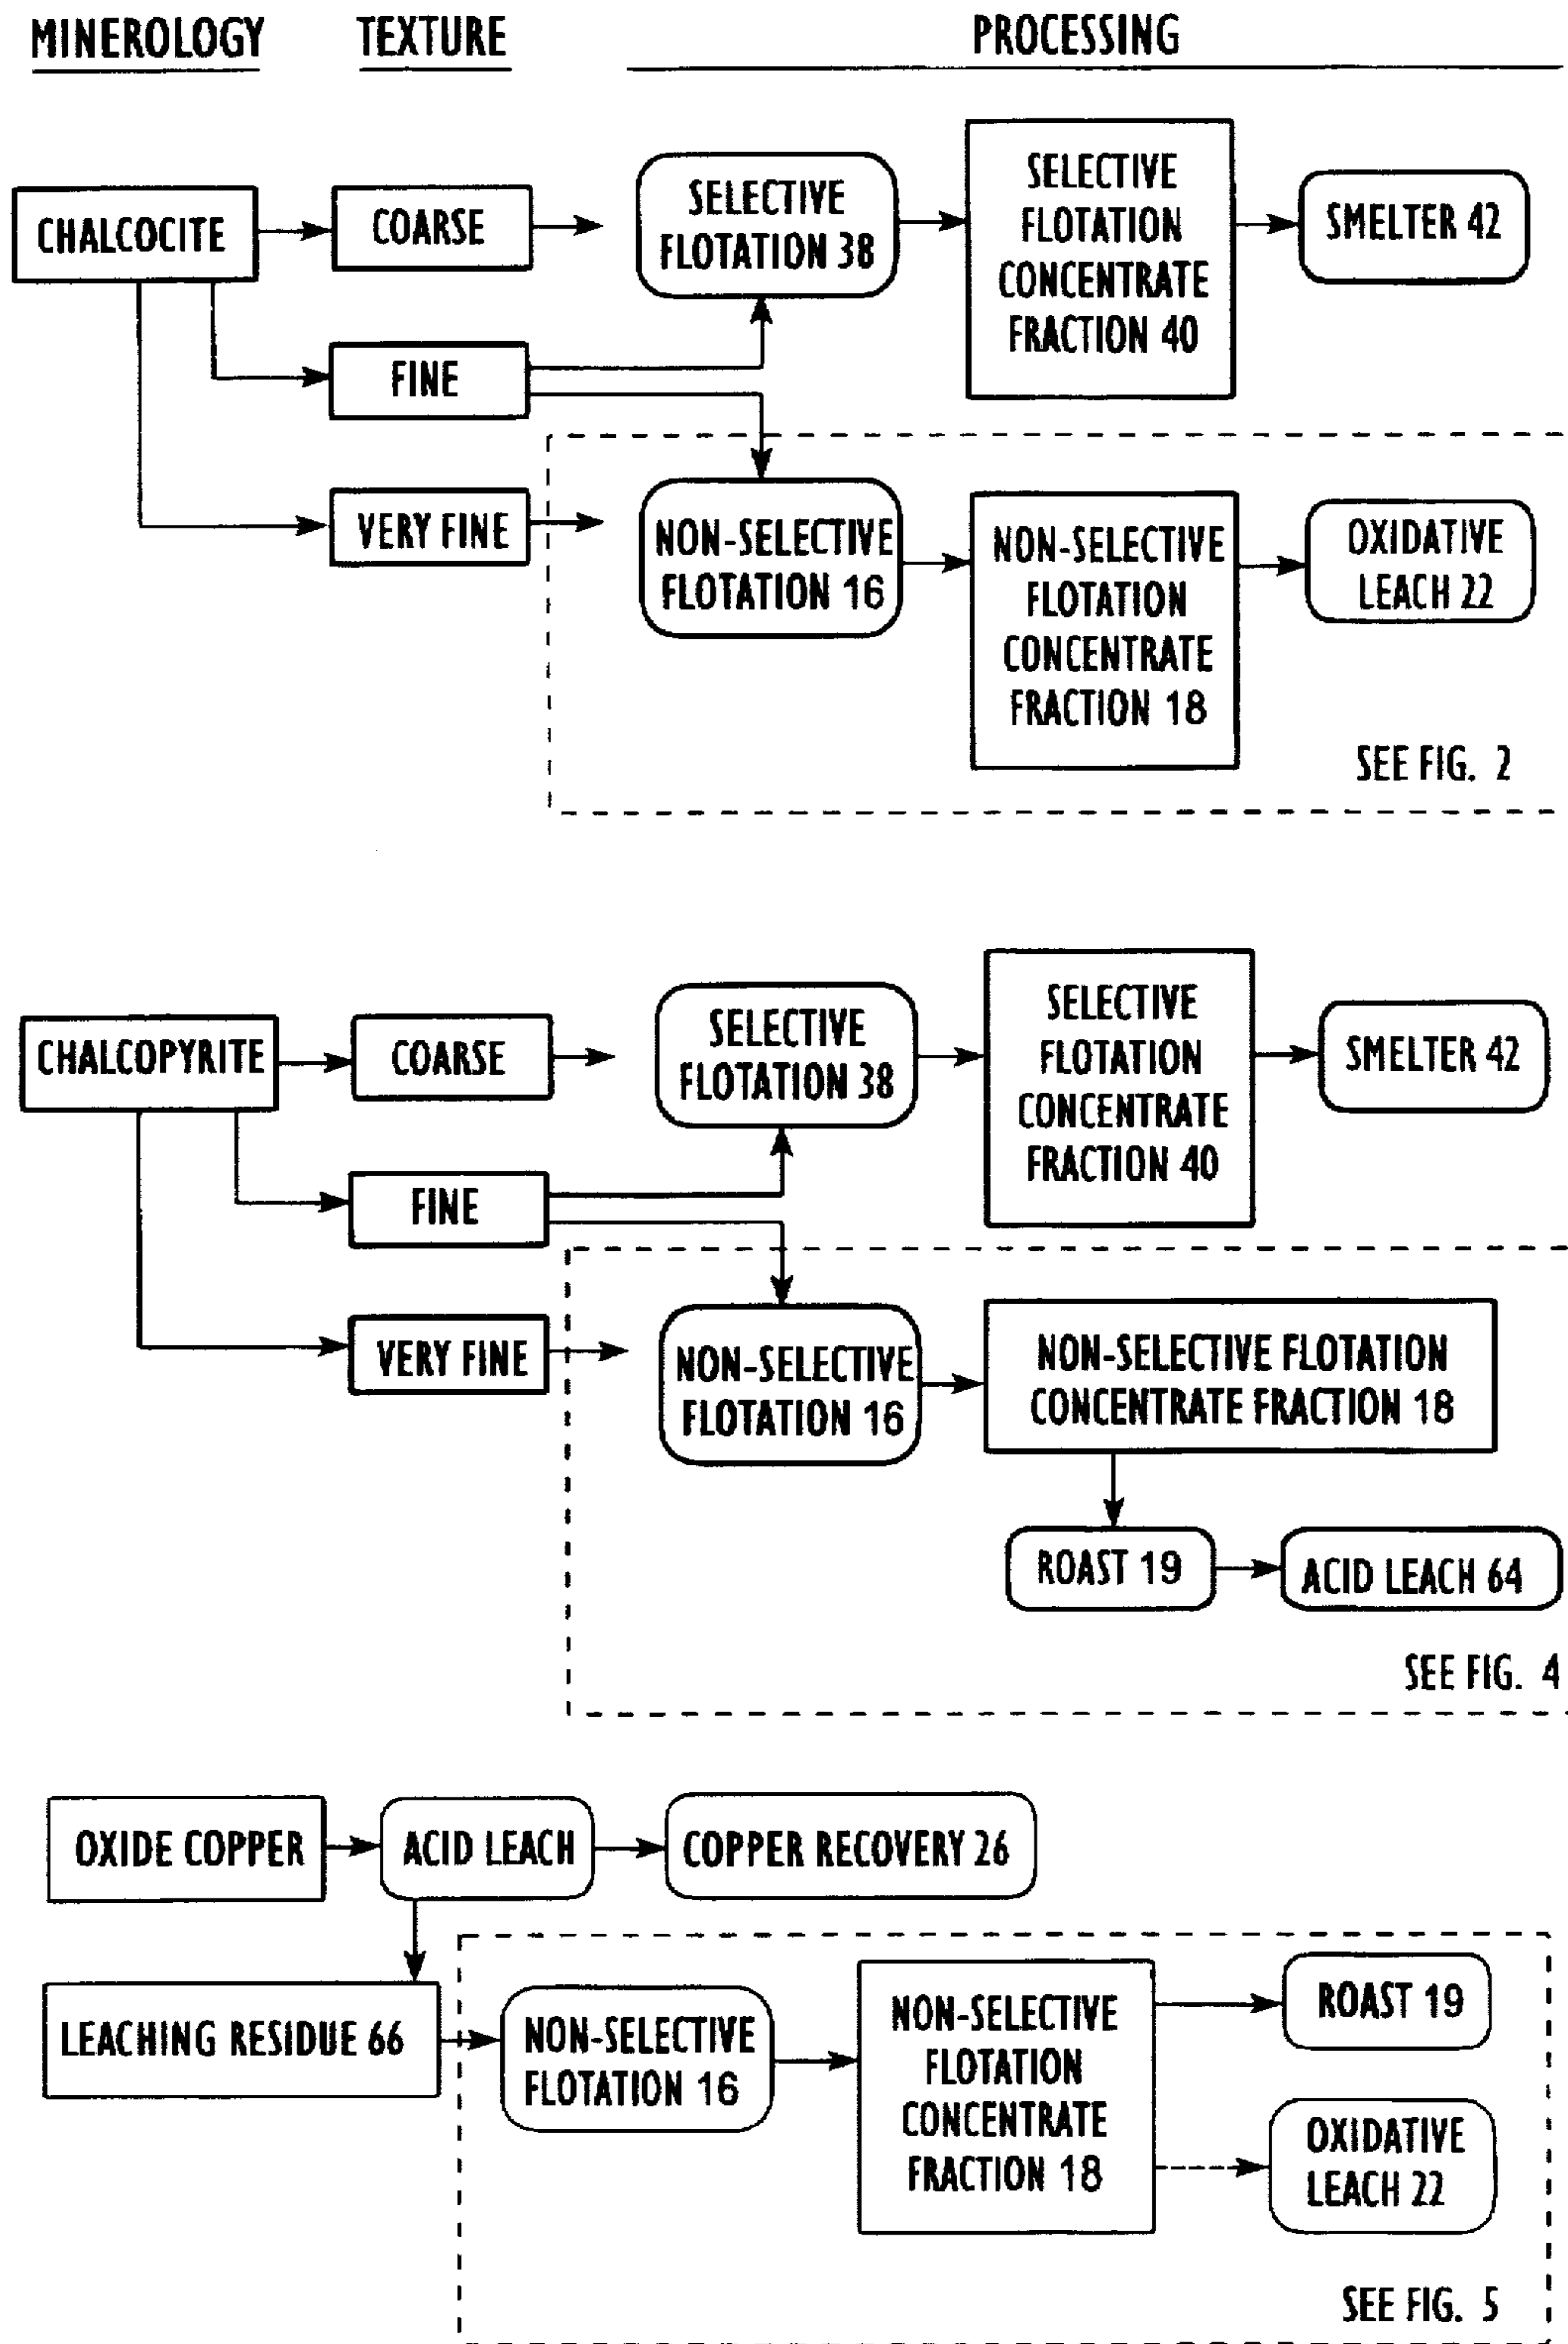 MINEROLOGY
TEXTURE
PROCESSING
CHALCOCITE
COARSE
SELECTIVE
FLOTATION 38
SELECTIVE
FLOTATION
CONCENTRATE
FRACTION 40
SMELTER 42
FINE
VERY FINE
NON-SELECTIVE
FLOTATION 16
NON-SELECTIVE
FLOTATION
CONCENTRATE
FRACTION 18
OXIDATIVE
LEACH 22
SEE FIG. 2
CHALCOPYRITE
COARSE
SELECTIVE
FLOTATION 38
SELECTIVE
FLOTATION
CONCENTRATE
FRACTION 40
SMELTER 42
FINE
VERY FINE
NON-SELECTIVE
FLOTATION 16
NON-SELECTIVE FLOTATION
CONCENTRATE FRACTION 18
ROAST 19
ACID LEACH 64
SEE FIG. 4
OXIDE COPPER
ACID LEACH
COPPER RECOVERY 26
LEACHING RESIDUE 66
NON-SELECTIVE
FLOTATION 16
NON-SELECTIVE
FLOTATION
CONCENTRATE
FRACTION 18
ROAST 19
OXIDATIVE
LEACH 22
SEE FIG. 5